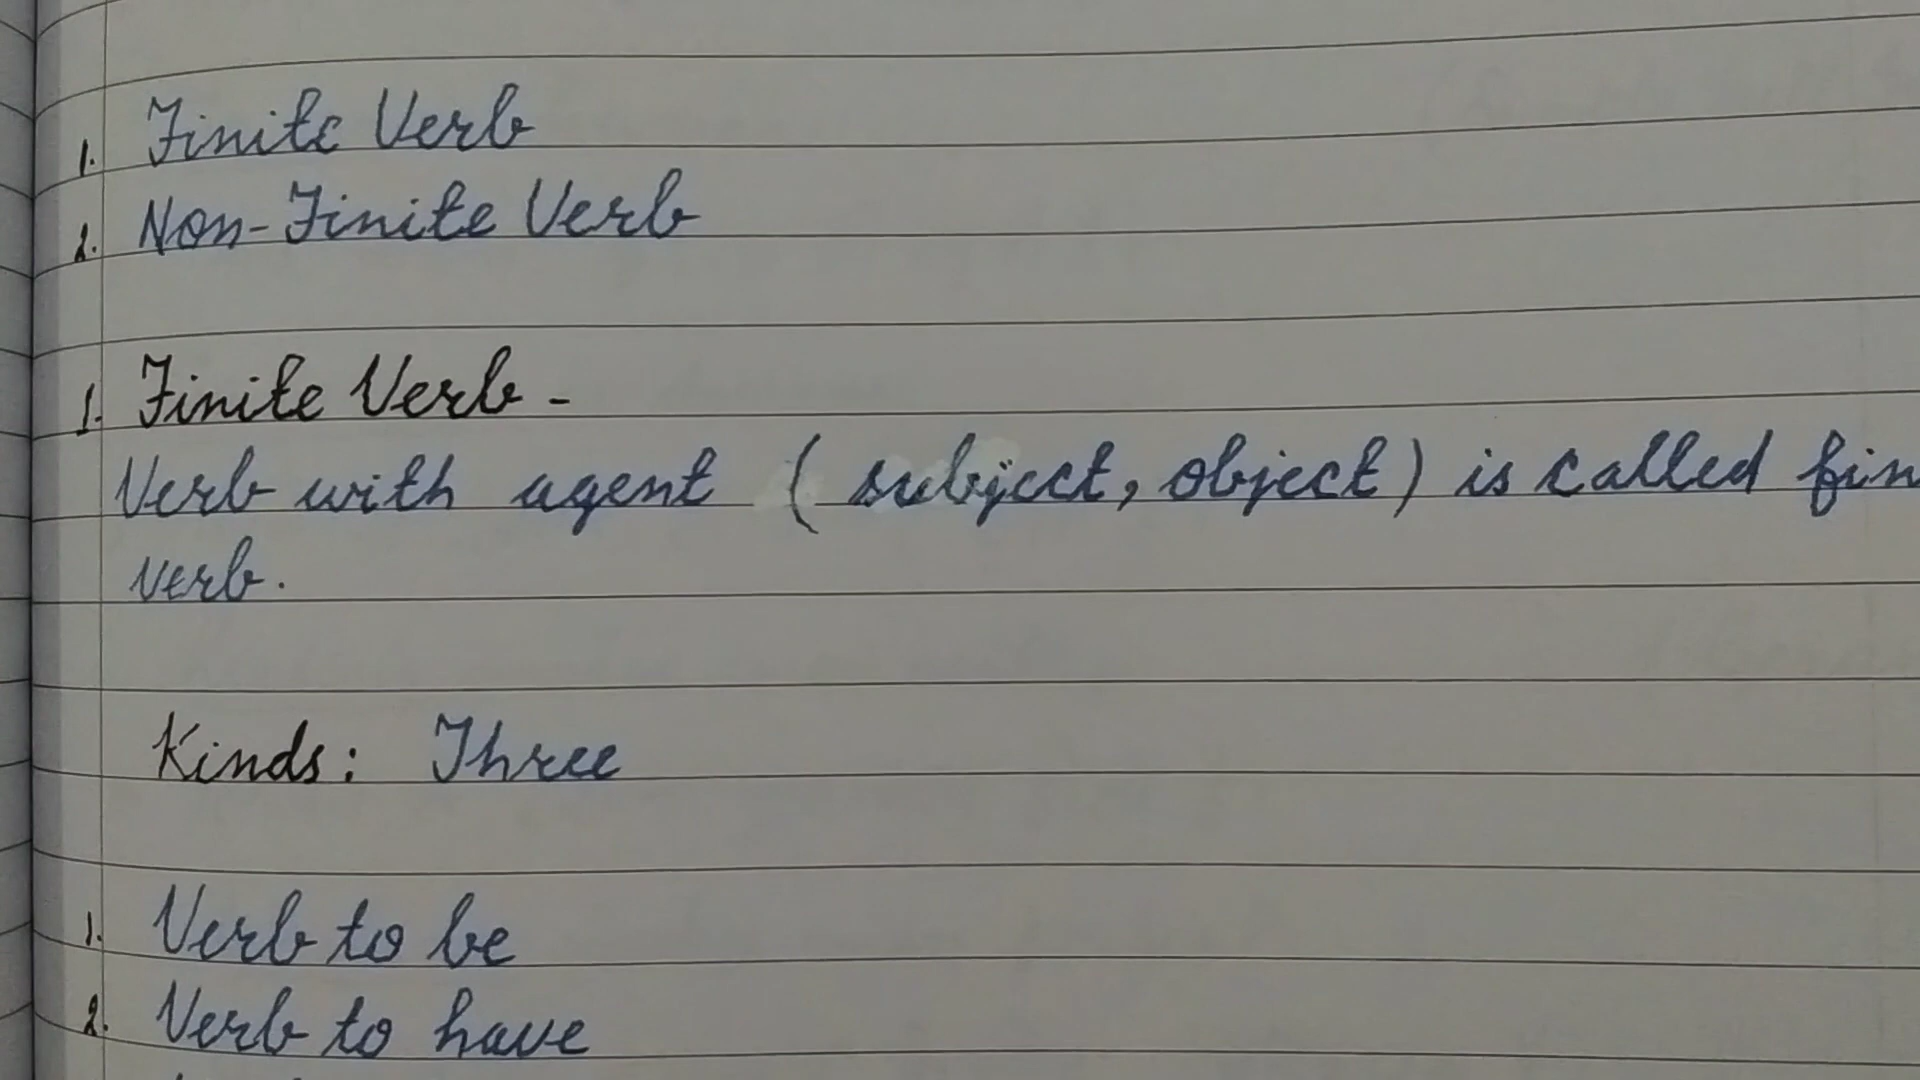 1. Finite Verb
2. Non-Finite Verb
1. Finite Verb -
Verb with agent ( subject, object) is called fin
verb.
Kinds: Three
1. Verb to be
2. Verb to have